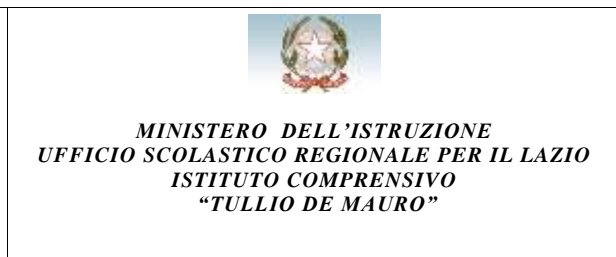 MINISTERO DELL’ISTRUZIONE
UFFICIO SCOLASTICO REGIONALE PER IL LAZIO
ISTITUTO COMPRENSIVO
“TULLIO DE MAURO”